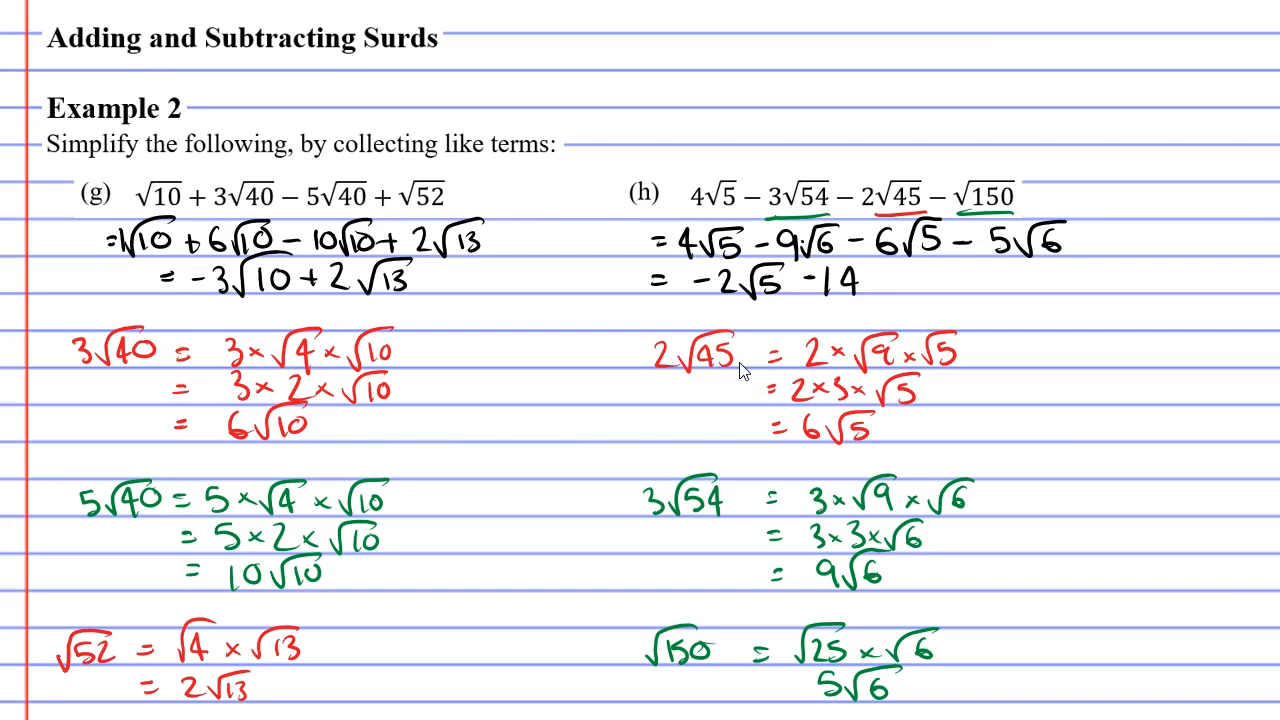 Adding and Subtracting Surds
Example 2
Simplify the following, by collecting like terms:
(g) √10 + 3√40 − 5√40 + √52
=1√10 + 6√10 − 10√10 + 2√13
= −3√10 + 2√13
3√40 = 3 × √4 × √10
= 3 × 2 × √10
= 6√10
5√40 = 5 × √4 × √10
= 5 × 2 × √10
= 10√10
√52 = √4 × √13
= 2√13
(h) 4√5 − 3√54 − 2√45 − √150
= 4√5 − 9√6 − 6√5 − 5√6
= −2√5 −14
2√45 = 2 × √9 × √5
= 2 × 3 × √5
= 6√5
3√54 = 3 × √9 × √6
= 3 × 3 × √6
= 9√6
√150 = √25 × √6
5√6